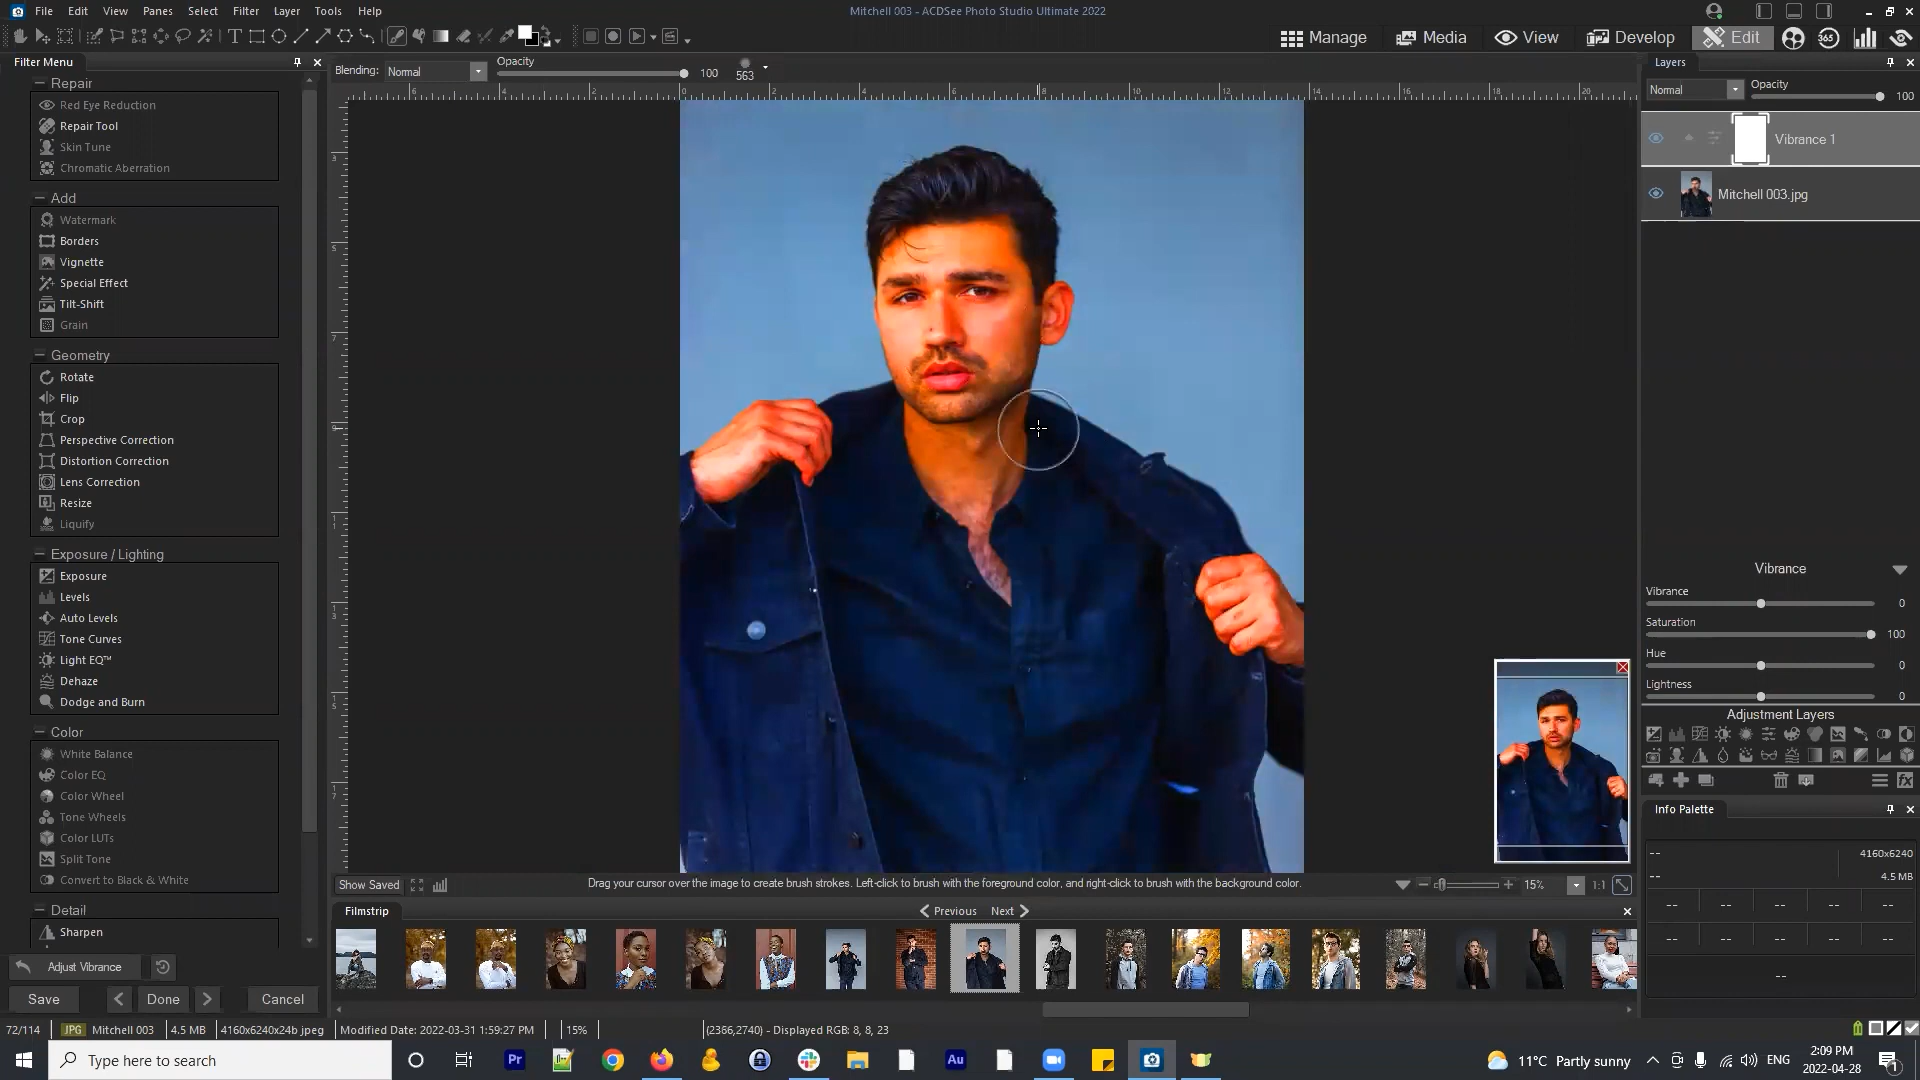 File Edit View Panes Select Filter Layer Tools Help
Mitchell 003 - ACDSee Photo Studio Ultimate 2022
Manage Media View Develop Edit 365
Filter Menu
Blending: Normal Opacity 100 563
Layers
Normal Opacity 100
Vibrance 1
Mitchell 003.jpg
Repair
Red Eye Reduction
Repair Tool
Skin Tune
Chromatic Aberration
Add
Watermark
Borders
Vignette
Special Effect
Tilt-Shift
Grain
Geometry
Rotate
Flip
Crop
Perspective Correction
Distortion Correction
Lens Correction
Resize
Liquify
Exposure / Lighting
Exposure
Levels
Auto Levels
Tone Curves
Light EQ™
Dehaze
Dodge and Burn
Color
White Balance
Color EQ
Color Wheel
Tone Wheels
Color LUTs
Split Tone
Convert to Black & White
Detail
Sharpen
Adjust Vibrance
Save Done Cancel
Vibrance
Vibrance 0
Saturation 100
Hue 0
Lightness 0
Adjustment Layers
Info Palette
-- 4160x6240
-- 4.5 MB
-- -- -- -- --
-- -- -- -- --
--
Show Saved
Drag your cursor over the image to create brush strokes. Left-click to brush with the foreground color, and right-click to brush with the background color.
15% 1:1
Filmstrip Previous Next
72/114 JPG Mitchell 003 4.5 MB 4160x6240x24b jpeg Modified Date: 2022-03-31 1:59:27 PM 15% (2386,2740) - Displayed RGB: 8, 8, 23
Type here to search
Pr Au
11°C Partly sunny ENG
2:09 PM
2022-04-28
1